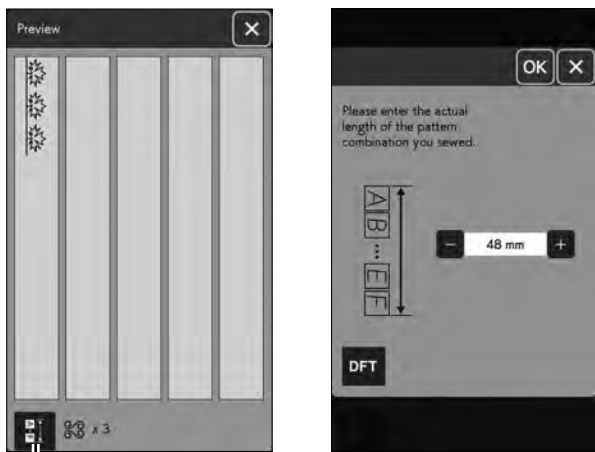 Preview
x 3
OK
Please enter the actual
length of the pattern
combination you sewed.
A
B
E
F
48 mm
DFT